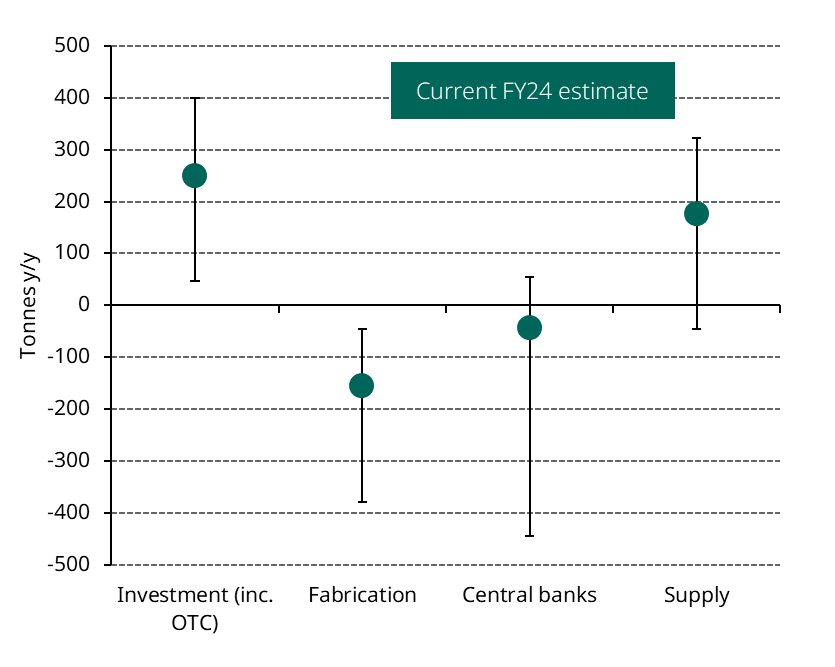 500
400
300
200
100
0
-100
-200
-300
-400
-500
Tonnes y/y
Current FY24 estimate
Investment (inc.
OTC)
Fabrication
Central banks
Supply